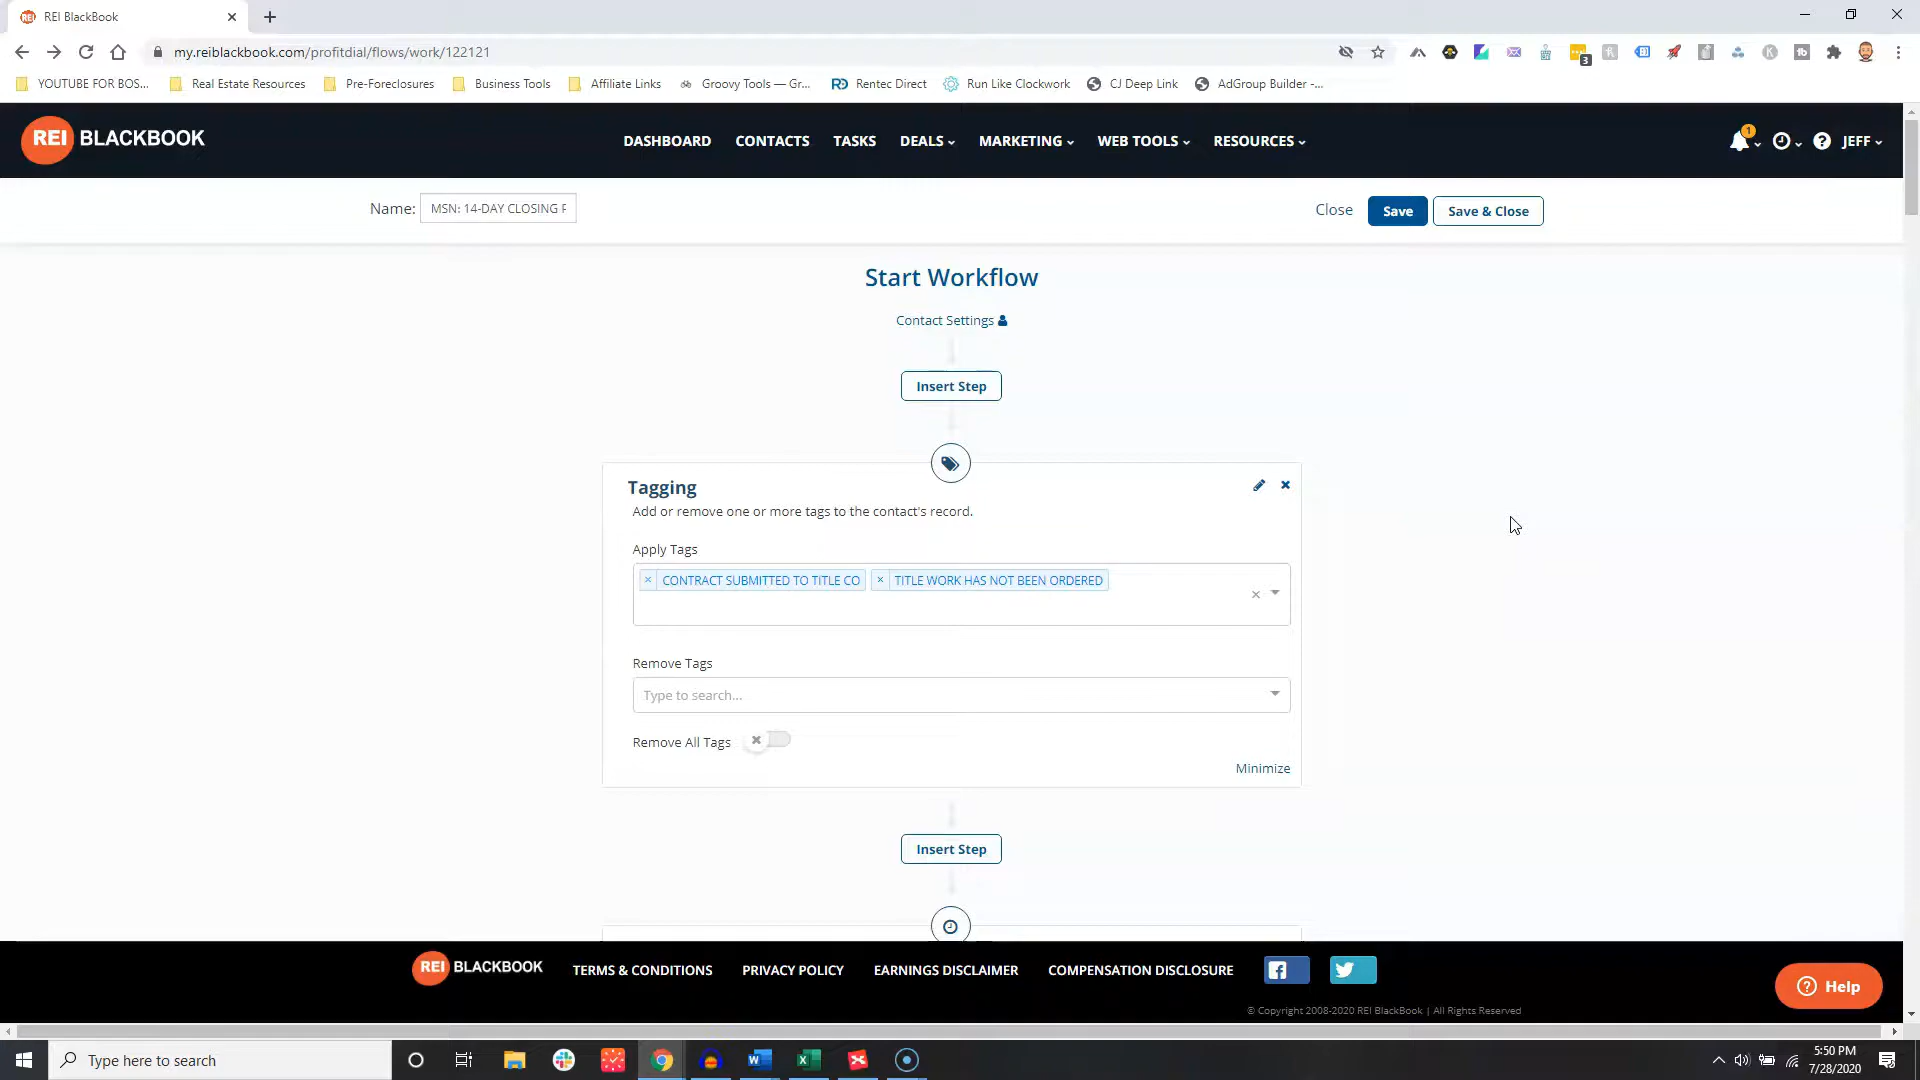 REI BlackBook
my.reiblackbook.com/profitdial/flows/work/122121
3
YOUTUBE FOR BOS... Real Estate Resources Pre-Foreclosures Business Tools Affiliate Links Groovy Tools — Gr... RD Rentec Direct Run Like Clockwork CJ Deep Link AdGroup Builder -...
REI BLACKBOOK DASHBOARD CONTACTS TASKS DEALS MARKETING WEB TOOLS RESOURCES 1 JEFF
Name: MSN: 14-DAY CLOSING F Close Save Save & Close
Start Workflow
Contact Settings
Insert Step
Tagging
Add or remove one or more tags to the contact's record.
Apply Tags
× CONTRACT SUBMITTED TO TITLE CO × TITLE WORK HAS NOT BEEN ORDERED
Remove Tags
Type to search...
Remove All Tags
Minimize
Insert Step
REI BLACKBOOK TERMS & CONDITIONS PRIVACY POLICY EARNINGS DISCLAIMER COMPENSATION DISCLOSURE
Help
© Copyright 2008-2020 REI BlackBook | All Rights Reserved
Type here to search
5:50 PM
7/28/2020